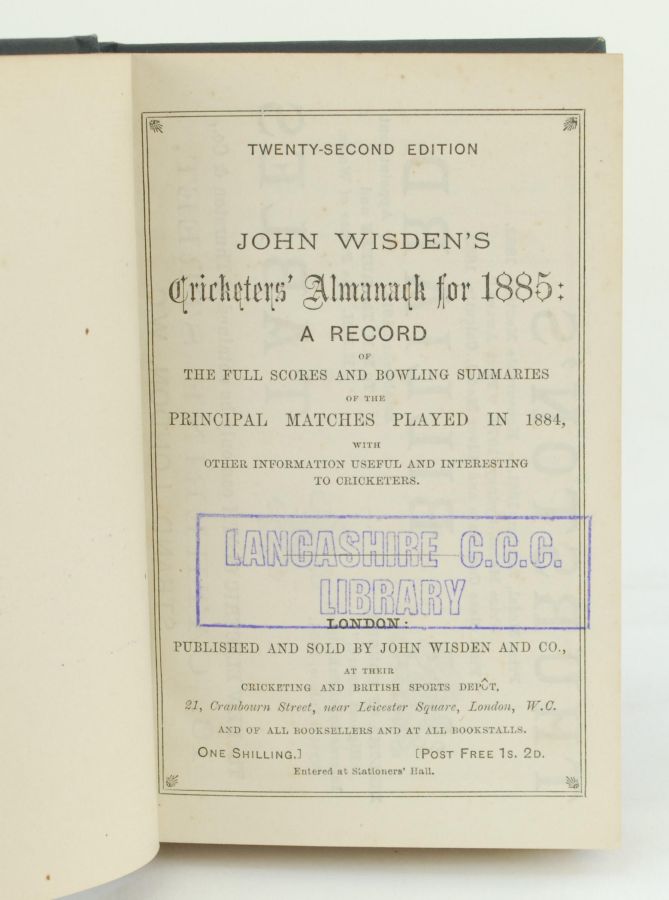 TWENTY-SECOND EDITION
JOHN WISDEN'S
Cricketers' Almanack for 1885:
A RECORD
OF
THE FULL SCORES AND BOWLING SUMMARIES
OF THE
PRINCIPAL MATCHES PLAYED IN 1884,
WITH
OTHER INFORMATION USEFUL AND INTERESTING
TO CRICKETERS.
LANCASHIRE C.C.C.
LIBRARY
LONDON:
PUBLISHED AND SOLD BY JOHN WISDEN AND CO.,
AT THEIR
CRICKETING AND BRITISH SPORTS DEPÔT,
21, Cranbourn Street, near Leicester Square, London, W.C.
AND OF ALL BOOKSELLERS AND AT ALL BOOKSTALLS.
ONE SHILLING.] [POST FREE 1S. 2D.
Entered at Stationers' Hall.